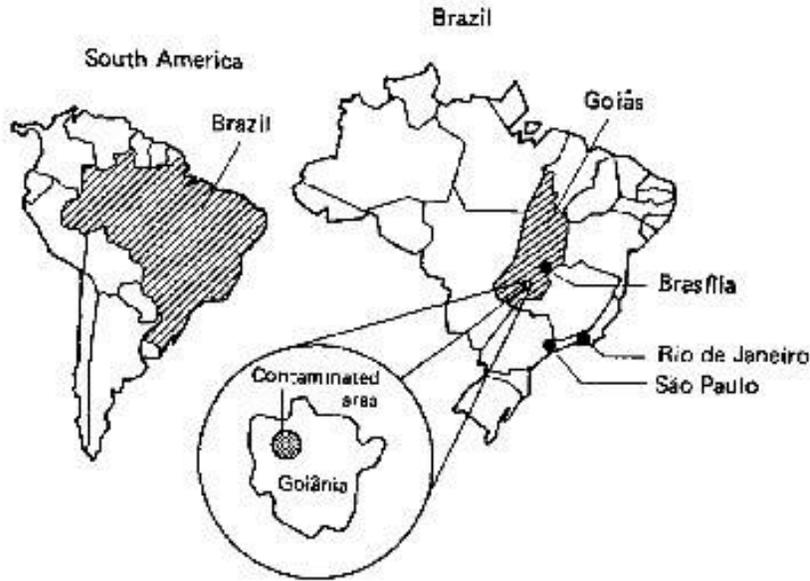 Brazil
South America
Goiás
Brazil
Brasília
Rio de Janeiro
São Paulo
Contaminated
area
Goiânia